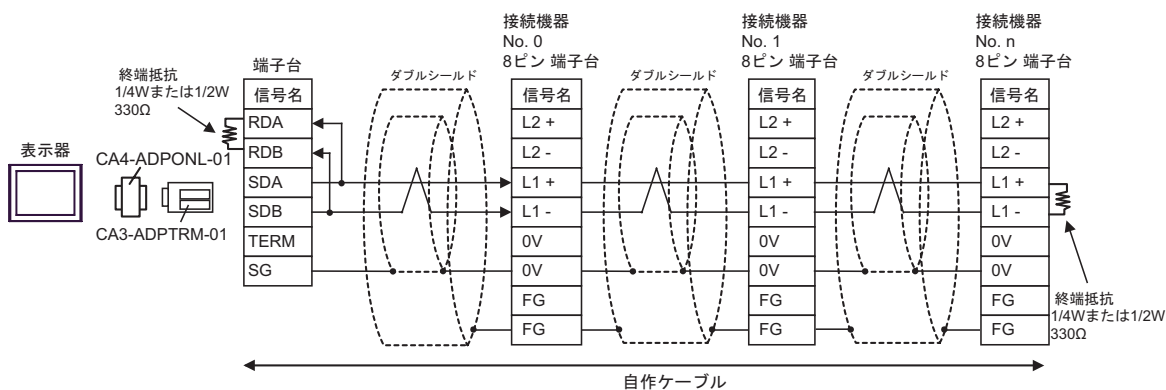 表示器
CA4-ADPONL-01
CA3-ADPTRM-01
終端抵抗
1/4Wまたは1/2W
330Ω
端子台
信号名
RDA
RDB
SDA
SDB
TERM
SG
ダブルシールド
接続機器
No. 0
8ピン 端子台
信号名
L2 +
L2 -
L1 +
L1 -
0V
0V
FG
FG
ダブルシールド
接続機器
No. 1
8ピン 端子台
信号名
L2 +
L2 -
L1 +
L1 -
0V
0V
FG
FG
ダブルシールド
接続機器
No. n
8ピン 端子台
信号名
L2 +
L2 -
L1 +
L1 -
0V
0V
FG
FG
終端抵抗
1/4Wまたは1/2W
330Ω
自作ケーブル